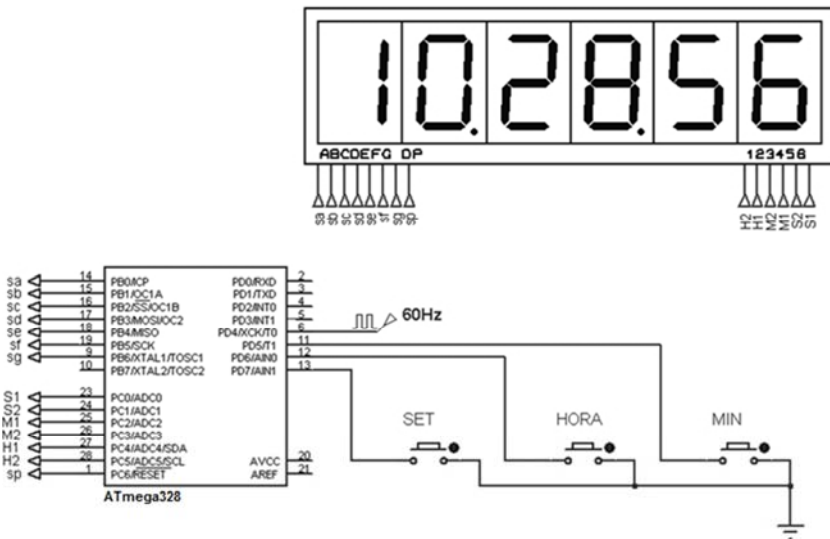 10.28.56
ABCDEFG DP 123456
sa sb sc sd se sf sg sp H2 H1 M2 M1 S2 S1
sa 14 PB0/ICP PD0/RXD 2
sb 15 PB1/OC1A PD1/TXD 3
sc 16 PB2/SS/OC1B PD2/INT0 4
sd 17 PB3/MOSI/OC2 PD3/INT1 5
se 18 PB4/MISO PD4/XCK/T0 6 60Hz
sf 19 PB5/SCK PD5/T1 11
sg 9 PB6/XTAL1/TOSC1 PD6/AIN0 12
10 PB7/XTAL2/TOSC2 PD7/AIN1 13
S1 23 PC0/ADC0
S2 24 PC1/ADC1
M1 25 PC2/ADC2
M2 26 PC3/ADC3
H1 27 PC4/ADC4/SDA
H2 28 PC5/ADC5/SCL AVCC 20
sp 1 PC6/RESET AREF 21
ATmega328
SET HORA MIN